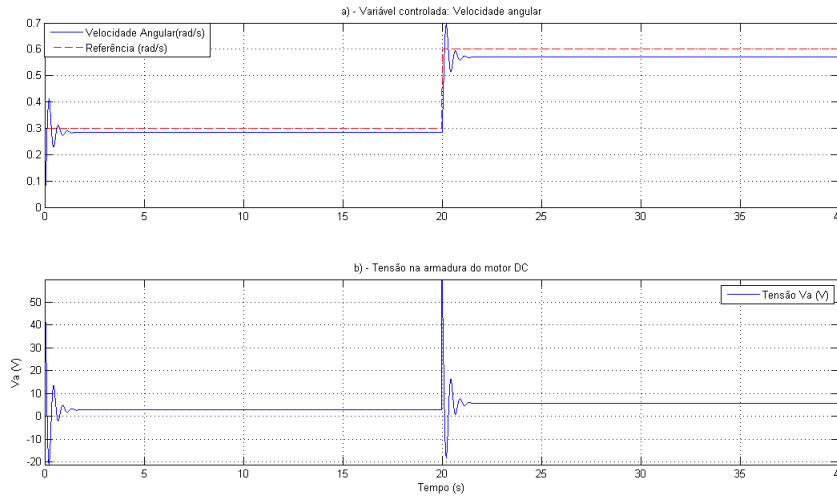 a) - Variável controlada: Velocidade angular
0.7
0.6
0.5
0.4
0.3
0.2
0.1
0
Velocidade Angular(rad/s)
Referência (rad/s)
0 5 10 15 20 25 30 35 4
b) - Tensão na armadura do motor DC
Va (V)
50
40
30
20
10
0
-10
-20
Tensão Va (V)
0 5 10 15 20 25 30 35 4
Tempo (s)